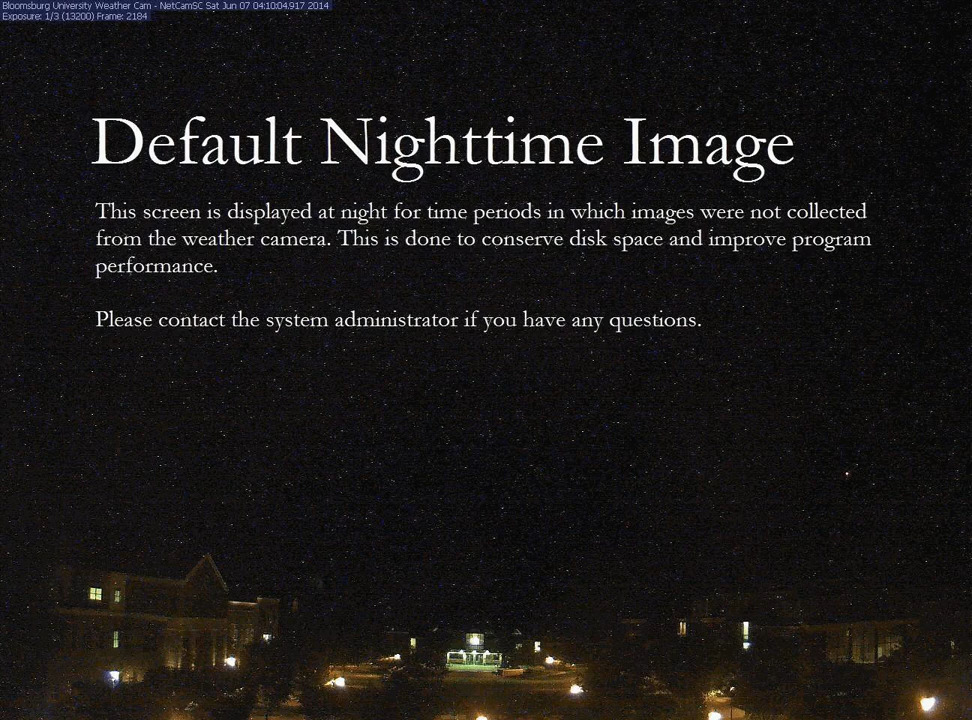 Bloomsburg University Weather Cam - NetCamSC Sat Jun 07 04:10:04.917 2014
Exposure: 1/3 (13200) Frame: 2184
Default Nighttime Image
This screen is displayed at night for time periods in which images were not collected
from the weather camera. This is done to conserve disk space and improve program
performance.
Please contact the system administrator if you have any questions.